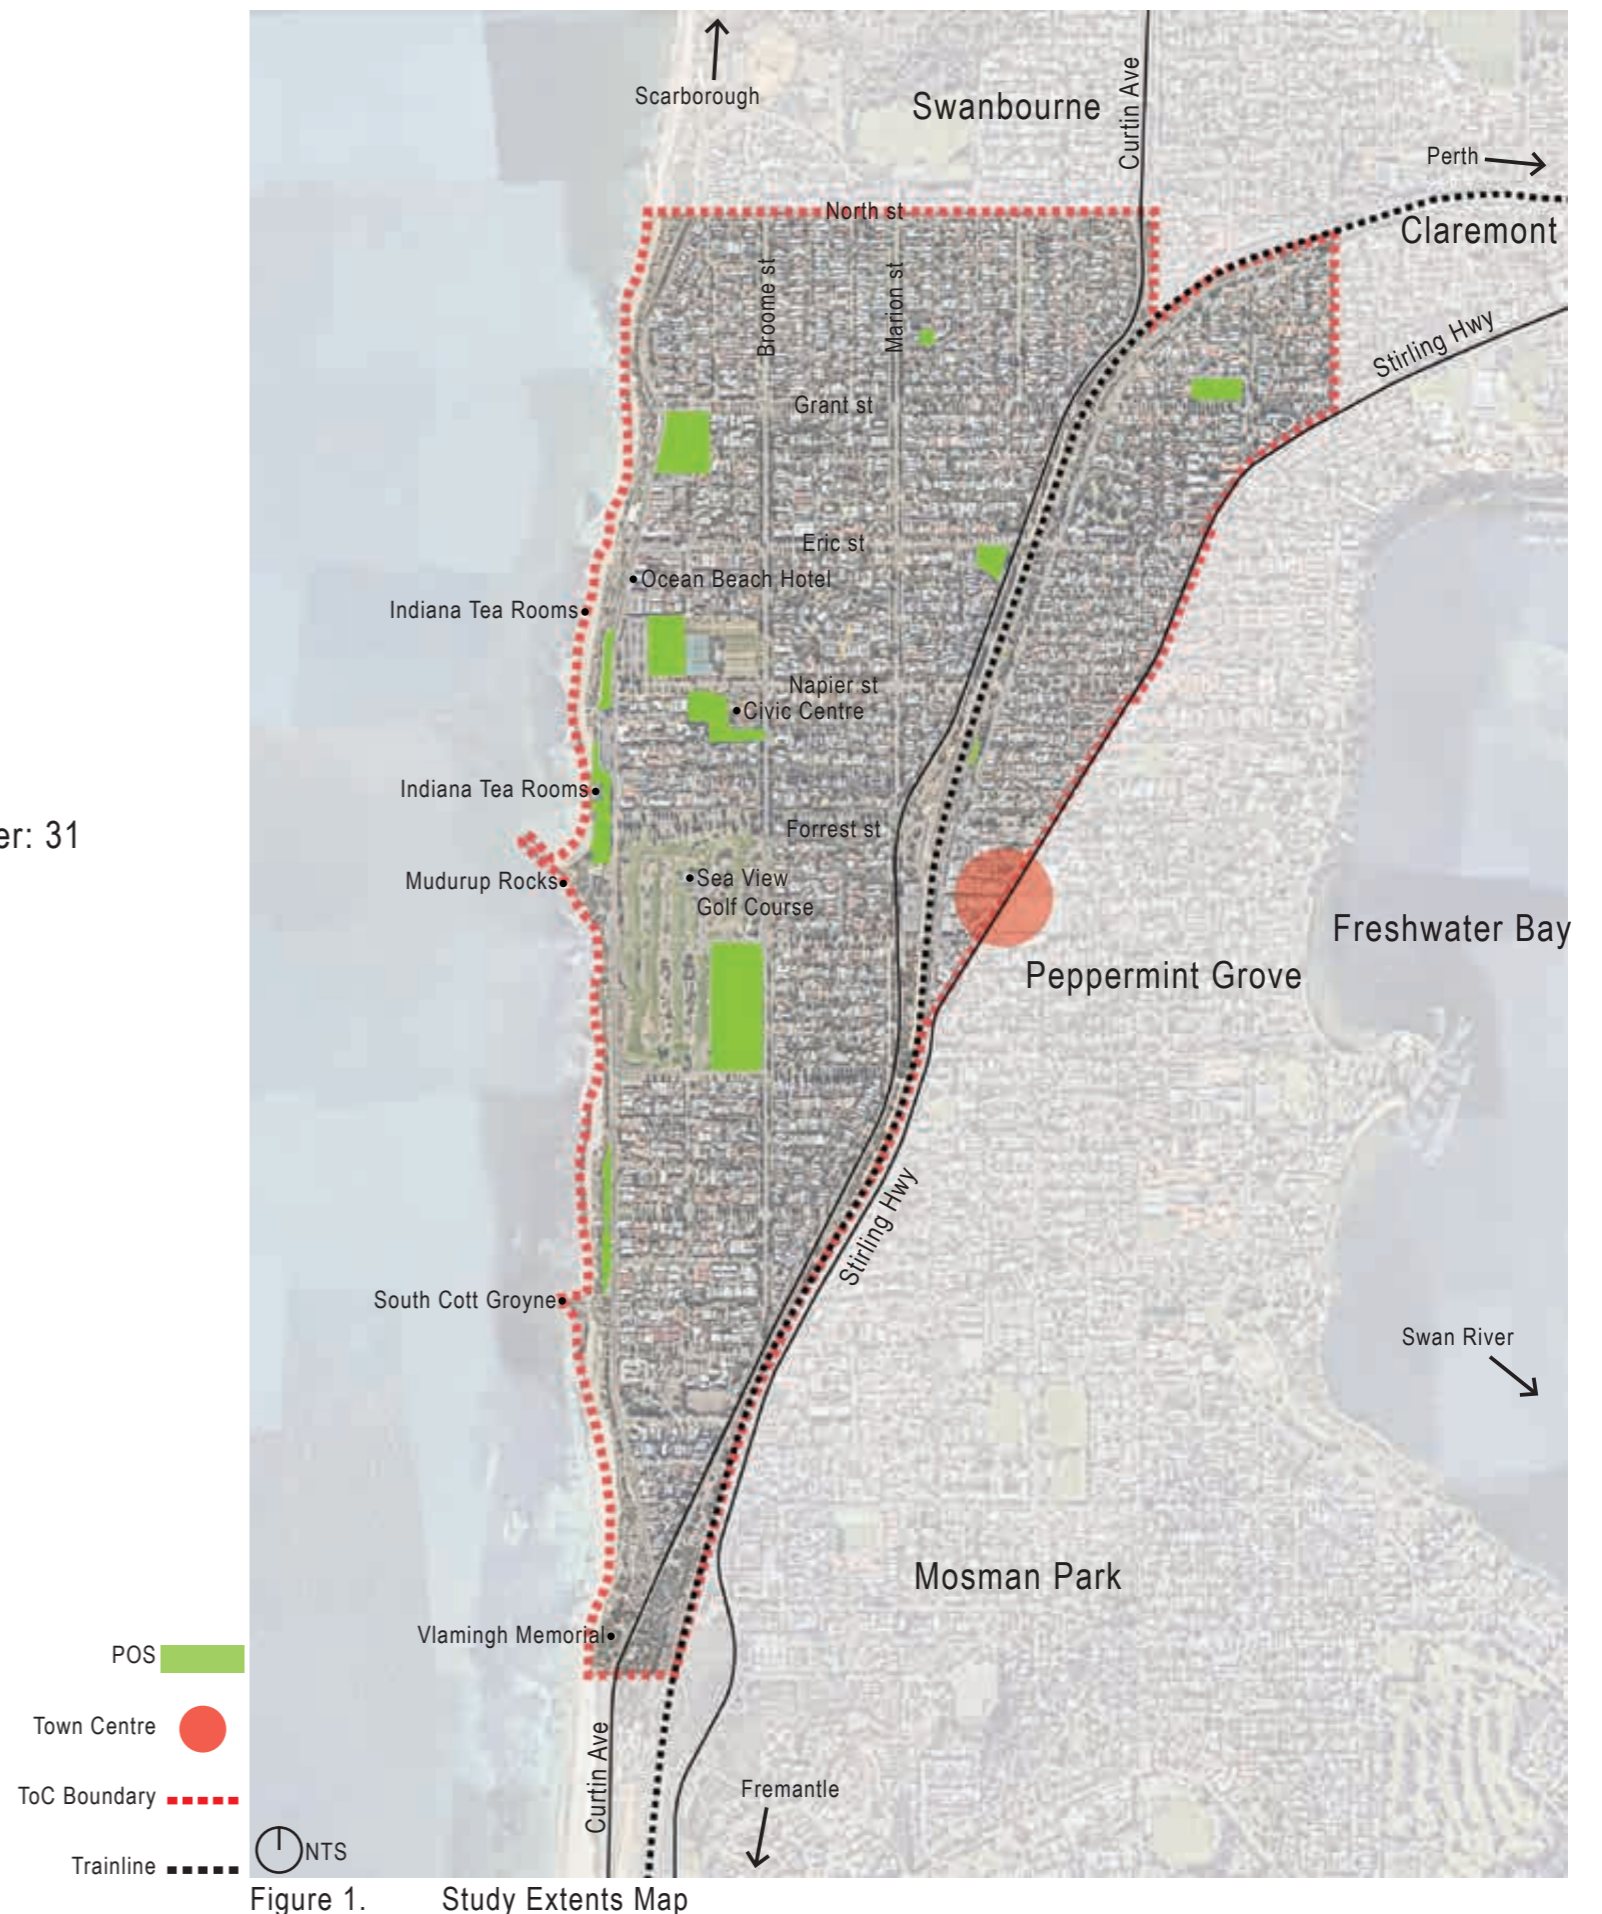 Scarborough
Swanbourne
Curtin Ave
Perth
Claremont
North st
Broome st
Marion st
Stirling Hwy
Grant st
Eric st
Ocean Beach Hotel
Indiana Tea Rooms
Napier st
Civic Centre
Indiana Tea Rooms
Forrest st
er: 31
Mudurup Rocks
Sea View
Golf Course
Freshwater Bay
Peppermint Grove
Stirling Hwy
South Cott Groyne
Swan River
Mosman Park
Vlamingh Memorial
POS
Town Centre
Curtin Ave
Fremantle
ToC Boundary
NTS
Trainline
Figure 1. Study Extents Map